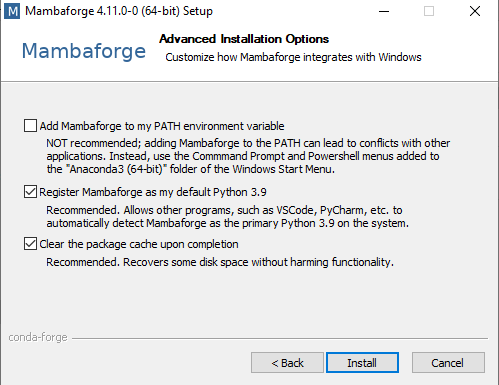 M Mambaforge 4.11.0-0 (64-bit) Setup
Mambaforge
Advanced Installation Options
Customize how Mambaforge integrates with Windows
Add Mambaforge to my PATH environment variable
NOT recommended; adding Mambaforge to the PATH can lead to conflicts with other
applications. Instead, use the Commmand Prompt and Powershell menus added to
the "Anaconda3 (64-bit)" folder of the Windows Start Menu.
Register Mambaforge as my default Python 3.9
Recommended. Allows other programs, such as VSCode, PyCharm, etc. to
automatically detect Mambaforge as the primary Python 3.9 on the system.
Clear the package cache upon completion
Recommended. Recovers some disk space without harming functionality.
conda-forge
< Back
Install
Cancel